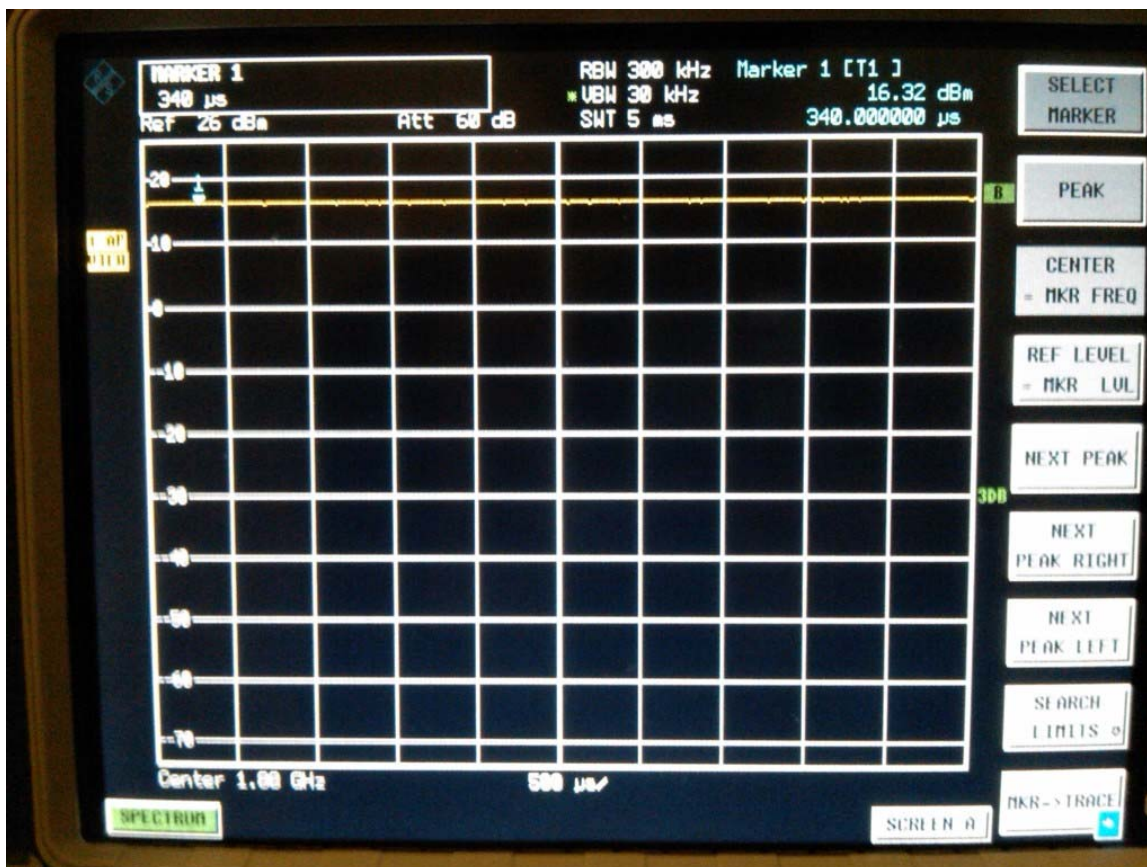 MARKER 1
340 µs
RBW 300 kHz
Marker 1 [T1 ]
*VBW 30 kHz
16.32 dBm
Ref 26 dBm
Att 60 dB
SWT 5 ms
340.000000 µs
20
1
10
0
-10
-20
-30
-40
-50
-60
-70
B
3DB
Center 1.00 GHz
500 µs/
SPECTRUM
SCREEN A
SELECT
MARKER
PEAK
CENTER
= MKR FREQ
REF LEVEL
= MKR LVL
NEXT PEAK
NEXT
PEAK RIGHT
NEXT
PEAK LEFT
SEARCH
LIMITS
MKR->TRACE